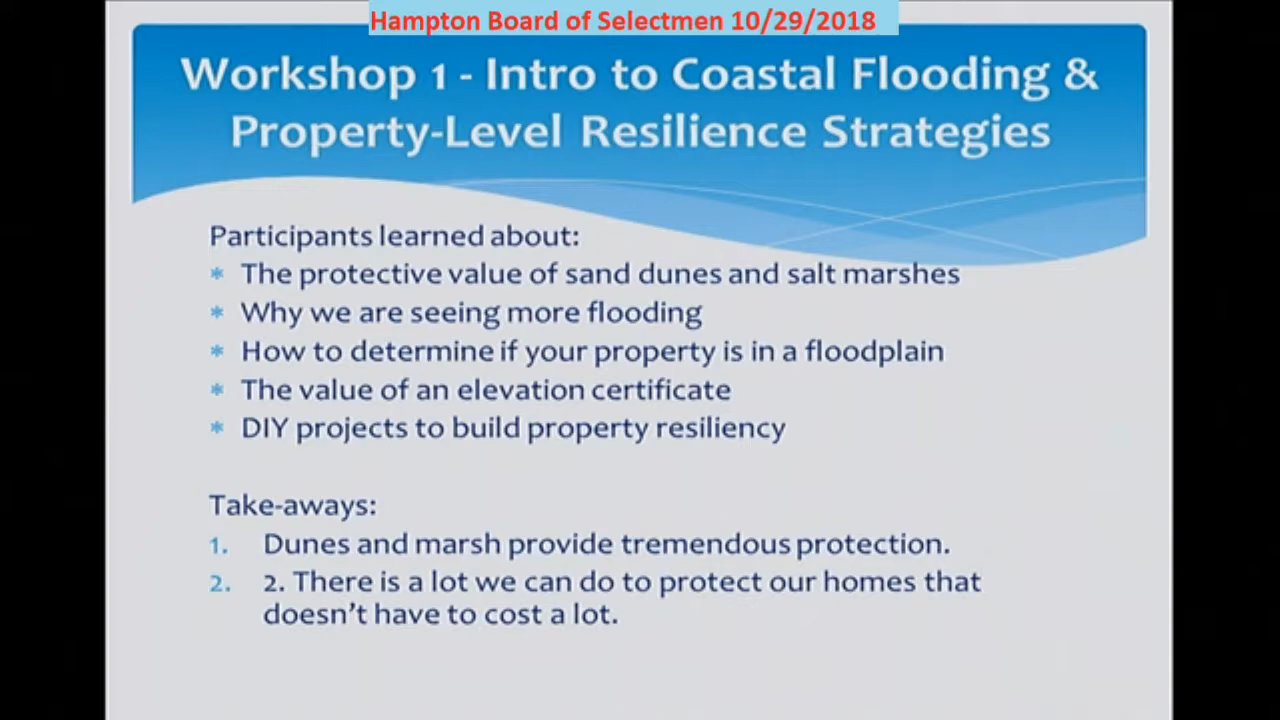 Hampton Board of Selectmen 10/29/2018
Workshop 1 - Intro to Coastal Flooding &
Property-Level Resilience Strategies
Participants learned about:
* The protective value of sand dunes and salt marshes
* Why we are seeing more flooding
* How to determine if your property is in a floodplain
* The value of an elevation certificate
* DIY projects to build property resiliency
Take-aways:
1. Dunes and marsh provide tremendous protection.
2. 2. There is a lot we can do to protect our homes that
doesn't have to cost a lot.